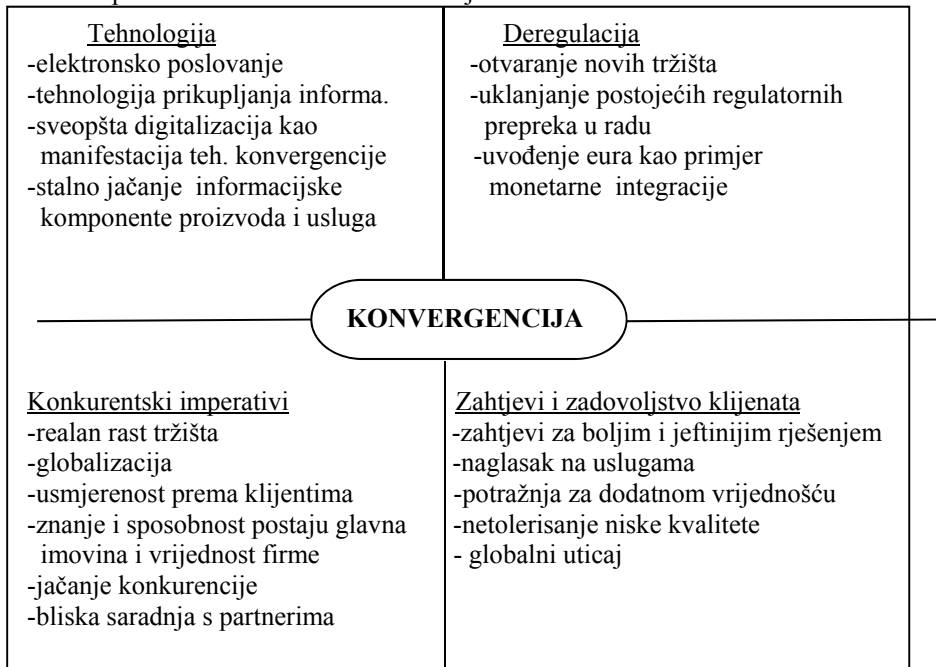 Tehnologija
-elektronsko poslovanje
-tehnologija prikupljanja informa.
-sveopšta digitalizacija kao
manifestacija teh. konvergencije
-stalno jačanje informacijske
komponente proizvoda i usluga
Deregulacija
-otvaranje novih tržišta
-uklanjanje postojećih regulatornih
prepreka u radu
-uvođenje eura kao primjer
monetarne integracije
KONVERGENCIJA
Konkurentski imperativi
-realan rast tržišta
-globalizacija
-usmjerenost prema klijentima
-znanje i sposobnost postaju glavna
imovina i vrijednost firme
-jačanje konkurencije
-bliska saradnja s partnerima
Zahtjevi i zadovoljstvo klijenata
-zahtjevi za boljim i jeftinijim rješenjem
-naglasak na uslugama
-potražnja za dodatnom vrijednošću
-netolerisanje niske kvalitete
- globalni uticaj